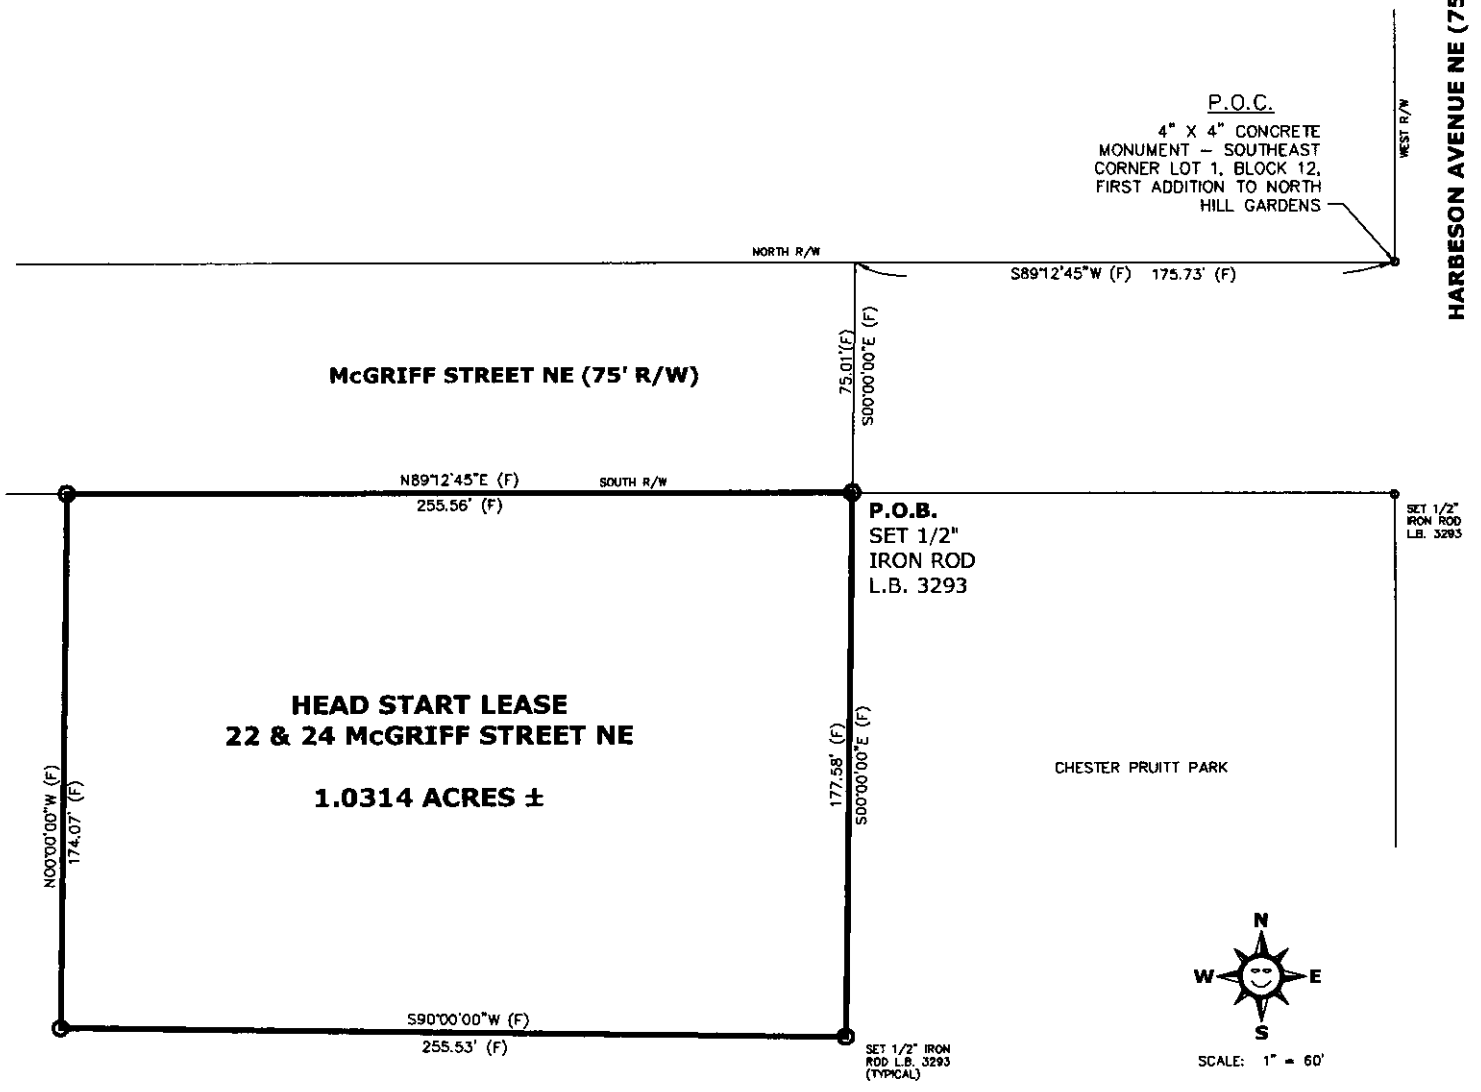 HARBESON AVENUE NE (75
WEST R/W
P.O.C.
4" X 4" CONCRETE
MONUMENT – SOUTHEAST
CORNER LOT 1, BLOCK 12,
FIRST ADDITION TO NORTH
HILL GARDENS
NORTH R/W
S89°12'45"W (F) 175.73' (F)
75.01'(F)
S00°00'00"E (F)
McGRIFF STREET NE (75' R/W)
N89°12'45"E (F)
SOUTH R/W
255.56' (F)
P.O.B.
SET 1/2"
IRON ROD
L.B. 3293
SET 1/2"
IRON ROD
L.B. 3293
HEAD START LEASE
22 & 24 McGRIFF STREET NE
1.0314 ACRES ±
N00°00'00"W (F)
174.07' (F)
177.58' (F)
S00°00'00"E (F)
CHESTER PRUITT PARK
S90°00'00"W (F)
255.53' (F)
SET 1/2" IRON
ROD L.B. 3293
(TYPICAL)
N
W
E
S
SCALE: 1" = 60'